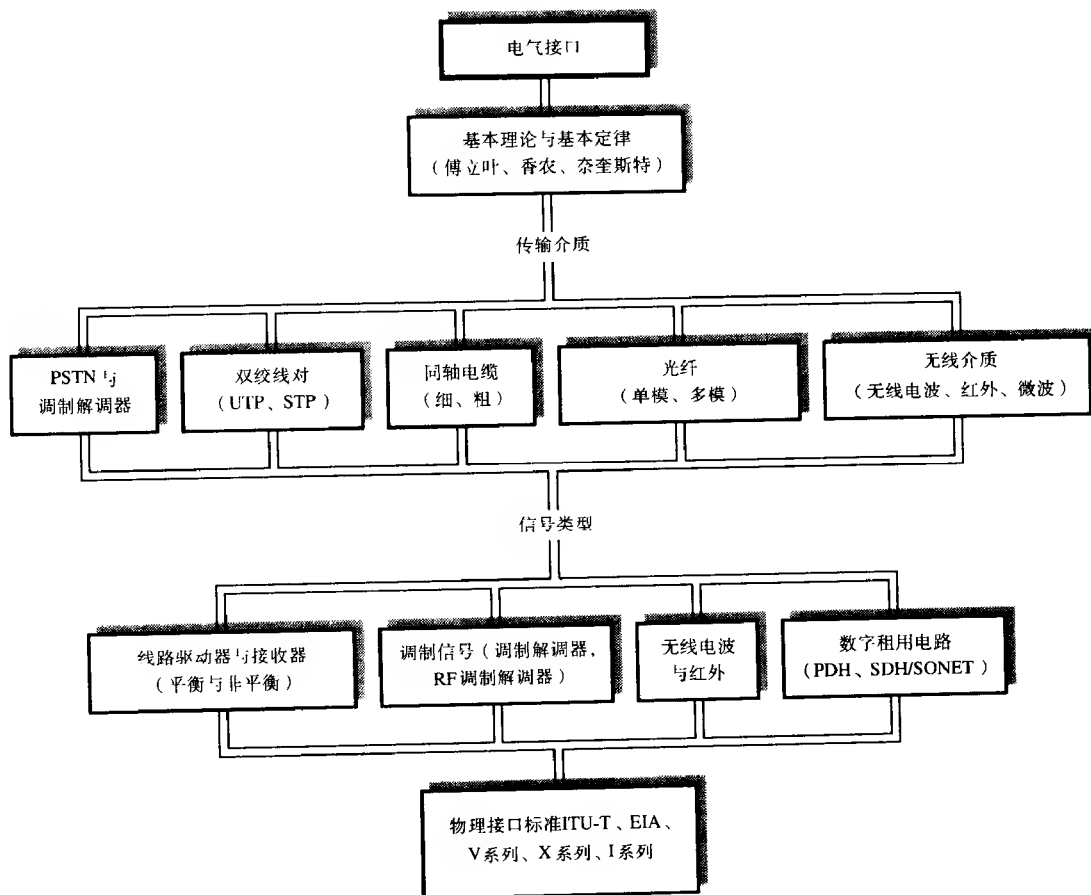 电气接口
基本理论与基本定律
（傅立叶、香农、奈奎斯特）
传输介质
PSTN 与
调制解调器
双绞线对
（UTP、STP）
同轴电缆
（细、粗）
光纤
（单模、多模）
无线介质
（无线电波、红外、微波）
信号类型
线路驱动器与接收器
（平衡与非平衡）
调制信号（调制解调器，
RF调制解调器）
无线电波
与红外
数字租用电路
（PDH、SDH/SONET）
物理接口标准ITU-T、EIA、
V系列、X系列、I系列